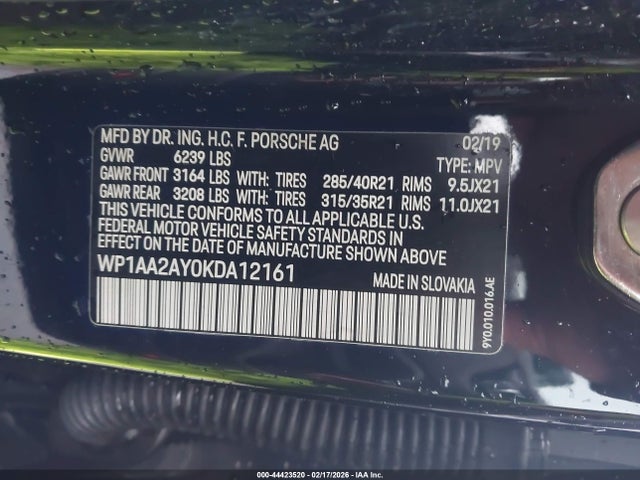 MFD BY DR. ING. H.C. F. PORSCHE AG 02/19
GVWR 6239 LBS TYPE: MPV
GAWR FRONT 3164 LBS WITH: TIRES 285/40R21 RIMS 9.5JX21
GAWR REAR 3208 LBS WITH: TIRES 315/35R21 RIMS 11.0JX21
THIS VEHICLE CONFORMS TO ALL APPLICABLE U.S.
FEDERAL MOTOR VEHICLE SAFETY STANDARDS IN
EFFECT ON THE DATE OF MANUFACTURE SHOWN ABOVE
WP1AA2AY0KDA12161 MADE IN SLOVAKIA
9Y0.010.016.AE
000-44423520 - 02/17/2026 - IAA Inc.